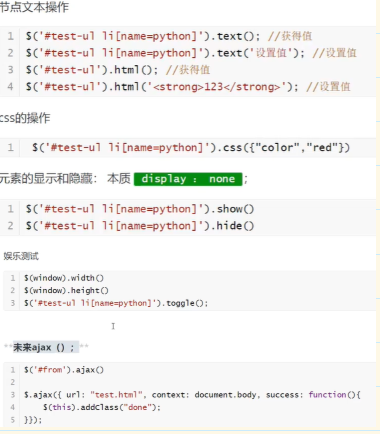 节点文本操作
1 $('#test-ul li[name=python]').text(); //获得值
2 $('#test-ul li[name=python]').text('设置值'); //设置值
3 $('#test-ul').html(); //获得值
4 $('#test-ul').html('<strong>123</strong>'); //设置值
css的操作
1 $('#test-ul li[name=python]').css({"color","red"})
元素的显示和隐藏： 本质 display ： none ；
1 $('#test-ul li[name=python]').show()
2 $('#test-ul li[name=python]').hide()
娱乐测试
1 $(window).width()
2 $(window).height()
3 $('#test-ul li[name=python]').toggle();
**未来ajax（）；**
1 $('#from').ajax()
2
3 $.ajax({ url: "test.html", context: document.body, success: function(){
4 $(this).addClass("done");
5 }});